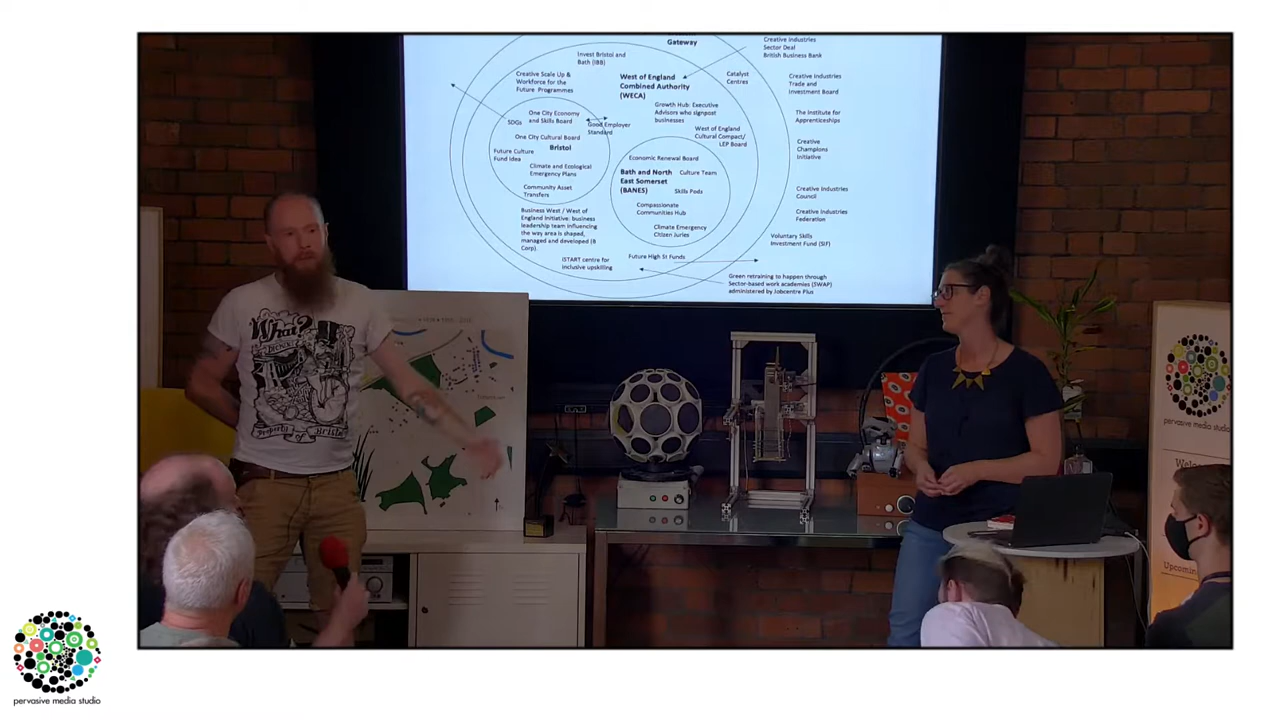 Gateway
Creative Industries
Sector Deal
British Business Bank
Invest Bristol and
Bath (IBB)
Creative Scale Up &
Workforce for the
Future Programmes
West of England
Combined Authority
(WECA)
Catalyst
Centres
Creative Industries
Trade and
Investment Board
Growth Hub: Executive
Advisors who signpost
businesses
One City Economy
and Skills Board
SDGs
Good Employer
Standard
The Institute for
Apprenticeships
West of England
Cultural Compact/
LEP Board
One City Cultural Board
Bristol
Future Culture
Fund Idea
Climate and Ecological
Emergency Plans
Community Asset
Transfers
Creative
Champions
Initiative
Economic Renewal Board
Bath and North
East Somerset
(BANES)
Culture Team
Skills Pods
Compassionate
Communities Hub
Climate Emergency
Citizen Juries
Creative Industries
Council
Creative Industries
Federation
Business West / West of
England Initiative: business
leadership team influencing
the way area is shaped,
managed and developed (B
Corp).
Voluntary Skills
Investment Fund (SIF)
ISTART centre for
inclusive upskilling
Future High St Funds
Green retraining to happen through
Sector-based work academies (SWAP)
administered by Jobcentre Plus
What?
Property of Bristol
pervasive media studio
Upcoming
pervasive media studio